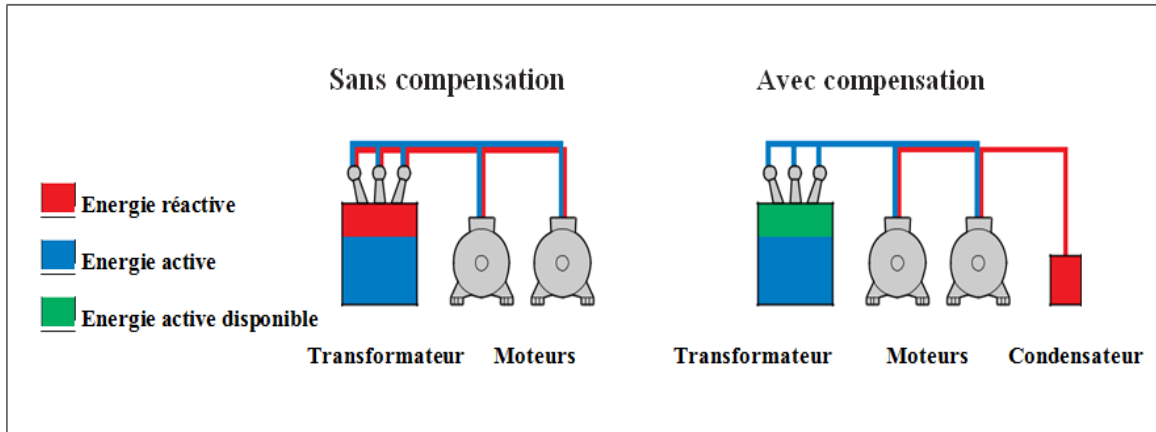 Sans compensation
Avec compensation
Energie réactive
Energie active
Energie active disponible
Transformateur
Moteurs
Transformateur
Moteurs
Condensateur